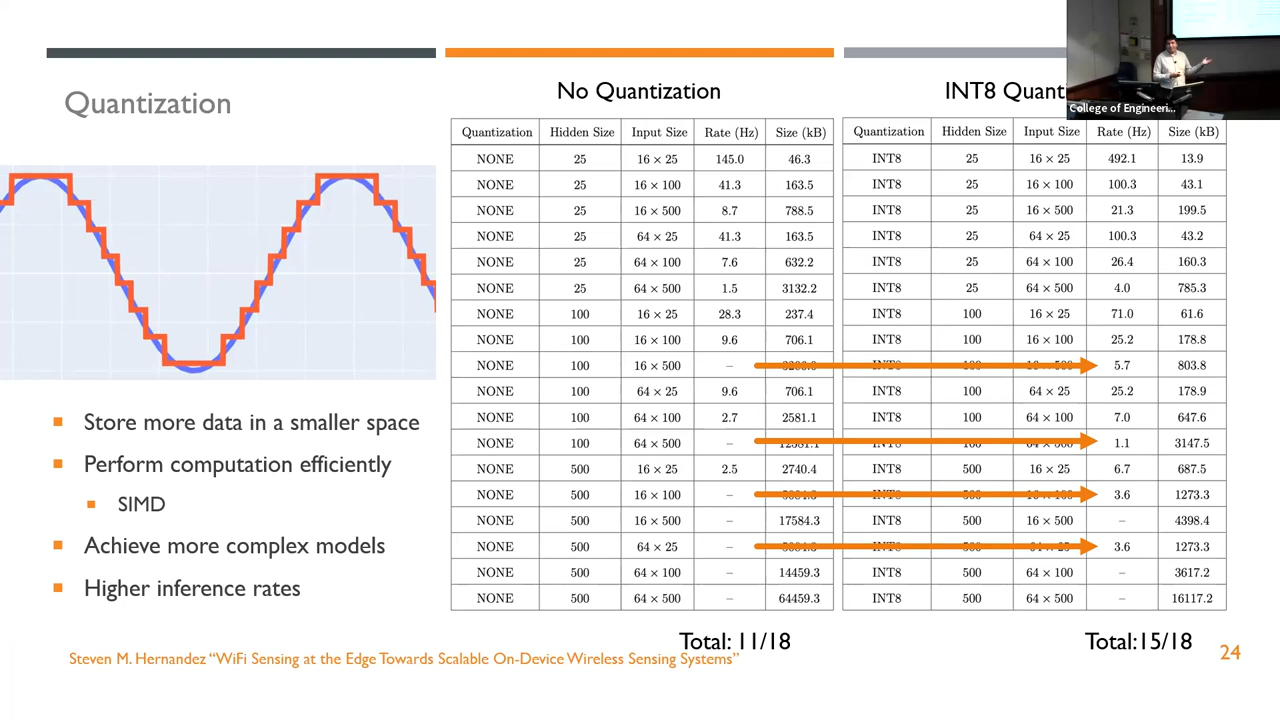 Quantization
Store more data in a smaller space
Perform computation efficiently
SIMD
Achieve more complex models
Higher inference rates
No Quantization
Quantization Hidden Size Input Size Rate (Hz) Size (kB)
NONE 25 16 × 25 145.0 46.3
NONE 25 16 × 100 41.3 163.5
NONE 25 16 × 500 8.7 788.5
NONE 25 64 × 25 41.3 163.5
NONE 25 64 × 100 7.6 632.2
NONE 25 64 × 500 1.5 3132.2
NONE 100 16 × 25 28.3 237.4
NONE 100 16 × 100 9.6 706.1
NONE 100 16 × 500 –
NONE 100 64 × 25 9.6 706.1
NONE 100 64 × 100 2.7 2581.1
NONE 100 64 × 500 –
NONE 500 16 × 25 2.5 2740.4
NONE 500 16 × 100 –
NONE 500 16 × 500 – 17584.3
NONE 500 64 × 25 –
NONE 500 64 × 100 – 14459.3
NONE 500 64 × 500 – 64459.3
Total: 11/18
INT8 Quant
College of Engineeri...
Quantization Hidden Size Input Size Rate (Hz) Size (kB)
INT8 25 16 × 25 492.1 13.9
INT8 25 16 × 100 100.3 43.1
INT8 25 16 × 500 21.3 199.5
INT8 25 64 × 25 100.3 43.2
INT8 25 64 × 100 26.4 160.3
INT8 25 64 × 500 4.0 785.3
INT8 100 16 × 25 71.0 61.6
INT8 100 16 × 100 25.2 178.8
5.7 803.8
INT8 100 64 × 25 25.2 178.9
INT8 100 64 × 100 7.0 647.6
1.1 3147.5
INT8 500 16 × 25 6.7 687.5
3.6 1273.3
INT8 500 16 × 500 – 4398.4
3.6 1273.3
INT8 500 64 × 100 – 3617.2
INT8 500 64 × 500 – 16117.2
Total:15/18
Steven M. Hernandez “WiFi Sensing at the Edge Towards Scalable On-Device Wireless Sensing Systems”
24